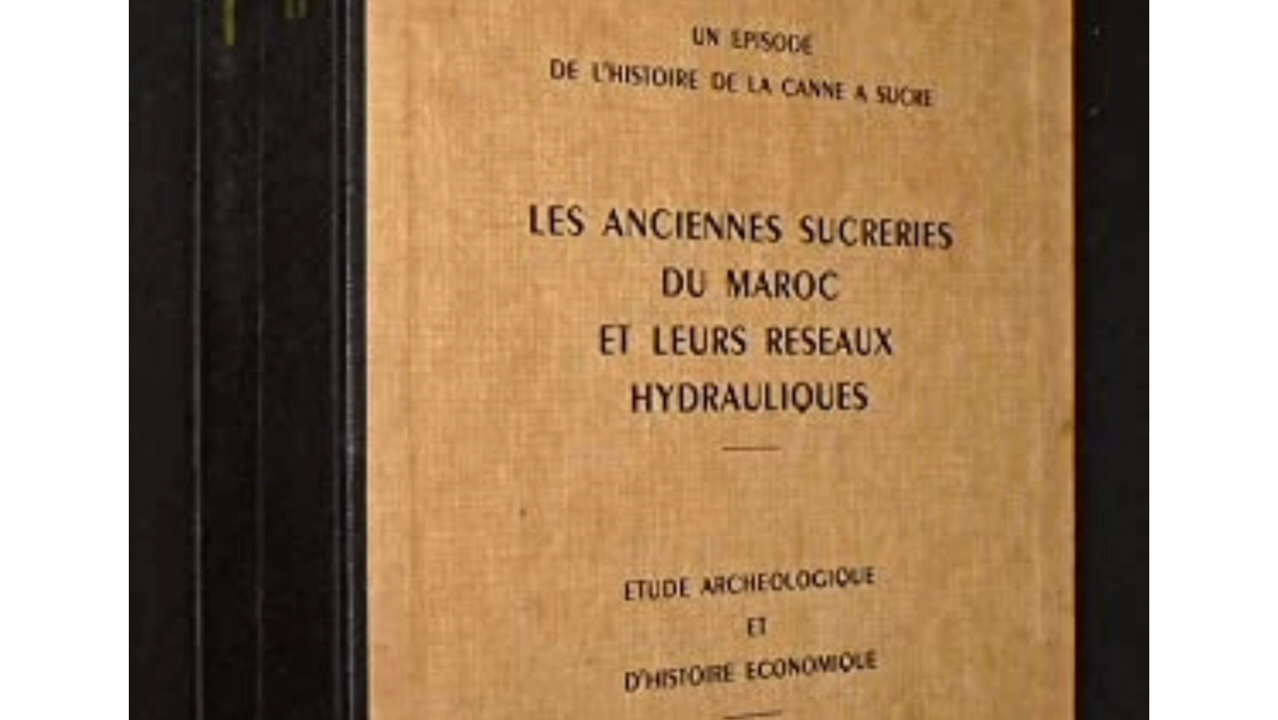 UN EPISODE
DE L'HISTOIRE DE LA CANNE A SUCRE
LES ANCIENNES SUCRERIES
DU MAROC
ET LEURS RESEAUX
HYDRAULIQUES
ETUDE ARCHEOLOGIQUE
ET
D'HISTOIRE ECONOMIQUE